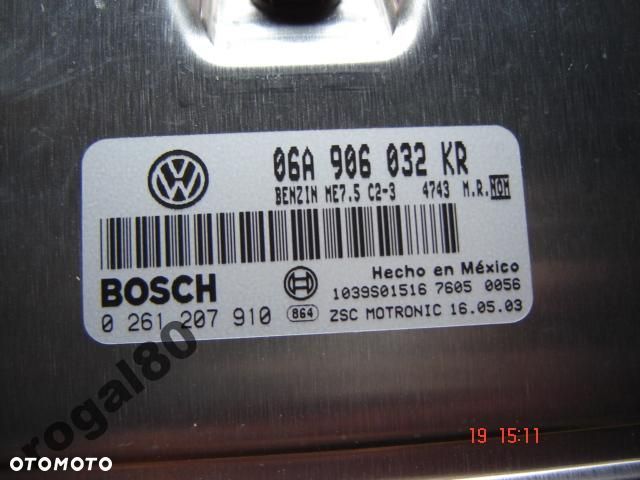 06A 906 032 KR
BENZIN ME7.5 C2-3 4743 M.R.NOM
BOSCH
Hecho en México
1039S01516 7605 0056
0 261 207 910 864 ZSC MOTRONIC 16.05.03
rogal80
19 15:11
OTOMOTO